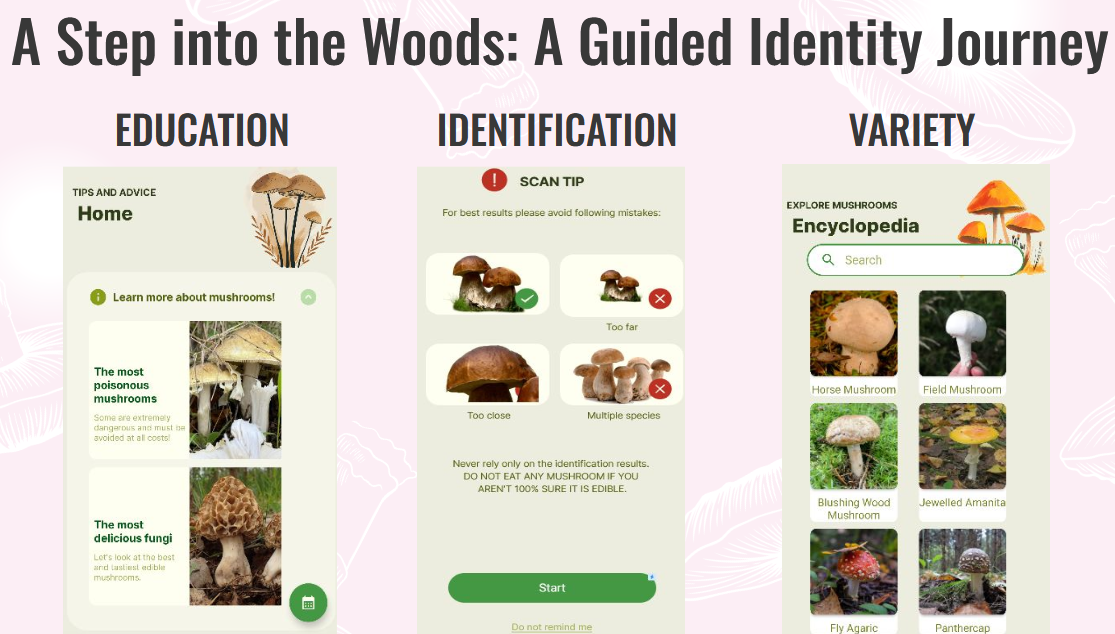 A Step into the Woods: A Guided Identity Journey
EDUCATION
TIPS AND ADVICE
Home
Learn more about mushrooms!
The most
poisonous
mushrooms
Some are extremely
dangerous and must be
avoided at all costs!
The most
delicious fungi
Let's look at the best
and tastiest edible
mushrooms.
IDENTIFICATION
SCAN TIP
For best results please avoid following mistakes:
Too far
Too close
Multiple species
Never rely only on the identification results.
DO NOT EAT ANY MUSHROOM IF YOU
AREN'T 100% SURE IT IS EDIBLE.
Start
Do not remind me
VARIETY
EXPLORE MUSHROOMS
Encyclopedia
Search
Horse Mushroom
Field Mushroom
Blushing Wood
Mushroom
Jewelled Amanita
Fly Agaric
Panthercap